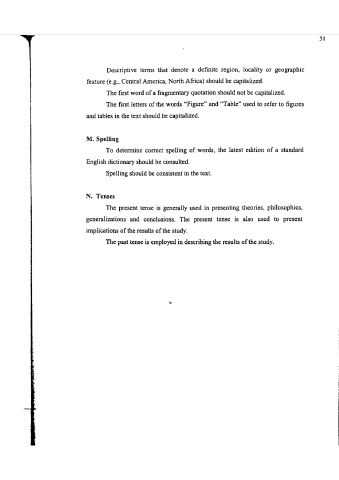 51
Descriptive terms that denote a definite region, locality or geographic
feature (e.g., Central America, North Africa) should be capitalized.
The first word of a fragmentary quotation should not be capitalized.
The first letters of the words "Figure" and "Table" used to refer to figures
and tables in the text should be capitalized.
M. Spelling
To determine correct spelling of words, the latest edition of a standard
English dictionary should be consulted.
Spelling should be consistent in the text.
N. Tenses
The present tense is generally used in presenting theories, philosophies,
generalizations and conclusions. The present tense is also used to present
implications of the results of the study.
The past tense is employed in describing the results of the study.